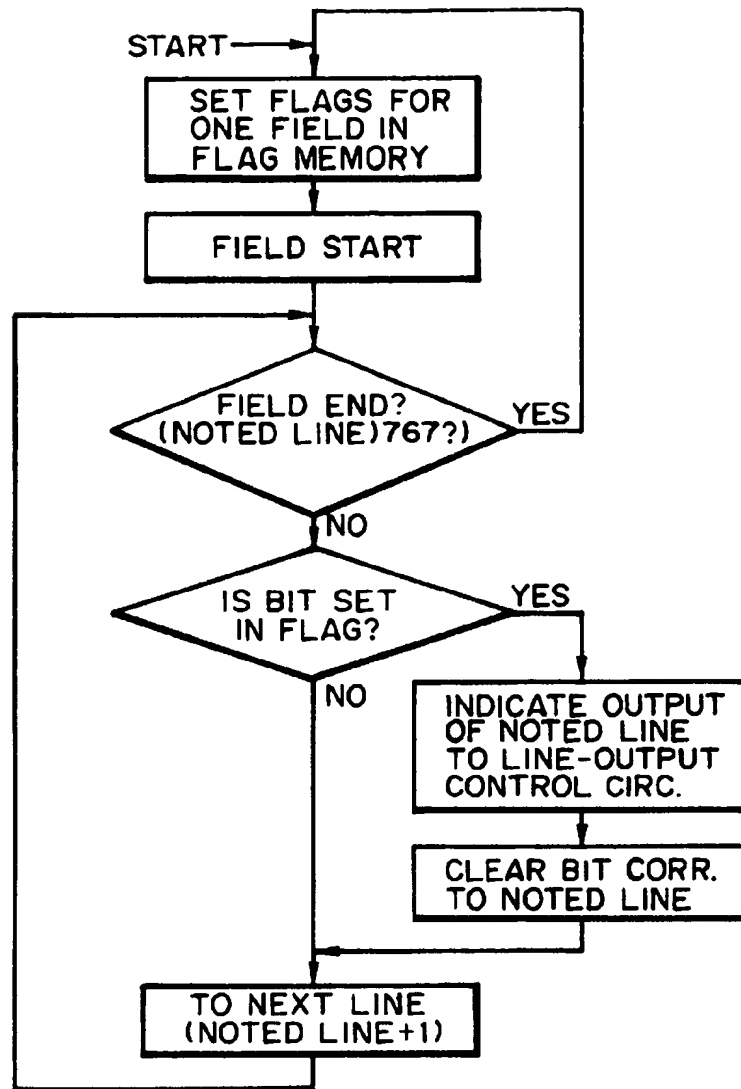 START
SET FLAGS FOR
ONE FIELD IN
FLAG MEMORY
FIELD START
FIELD END?
(NOTED LINE)767?)
YES
NO
IS BIT SET
IN FLAG?
YES
NO
INDICATE OUTPUT
OF NOTED LINE
TO LINE-OUTPUT
CONTROL CIRC.
CLEAR BIT CORR.
TO NOTED LINE
TO NEXT LINE
(NOTED LINE+1)